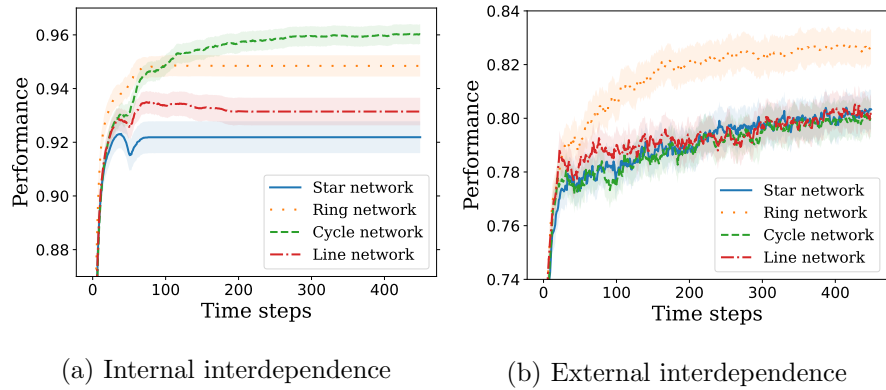 Performance
0.96
0.94
0.92
0.90
0.88
0
100
200
300
400
Time steps
Star network
Ring network
Cycle network
Line network
(a) Internal interdependence
Performance
0.84
0.82
0.80
0.78
0.76
0.74
0
100
200
300
400
Time steps
Star network
Ring network
Cycle network
Line network
(b) External interdependence